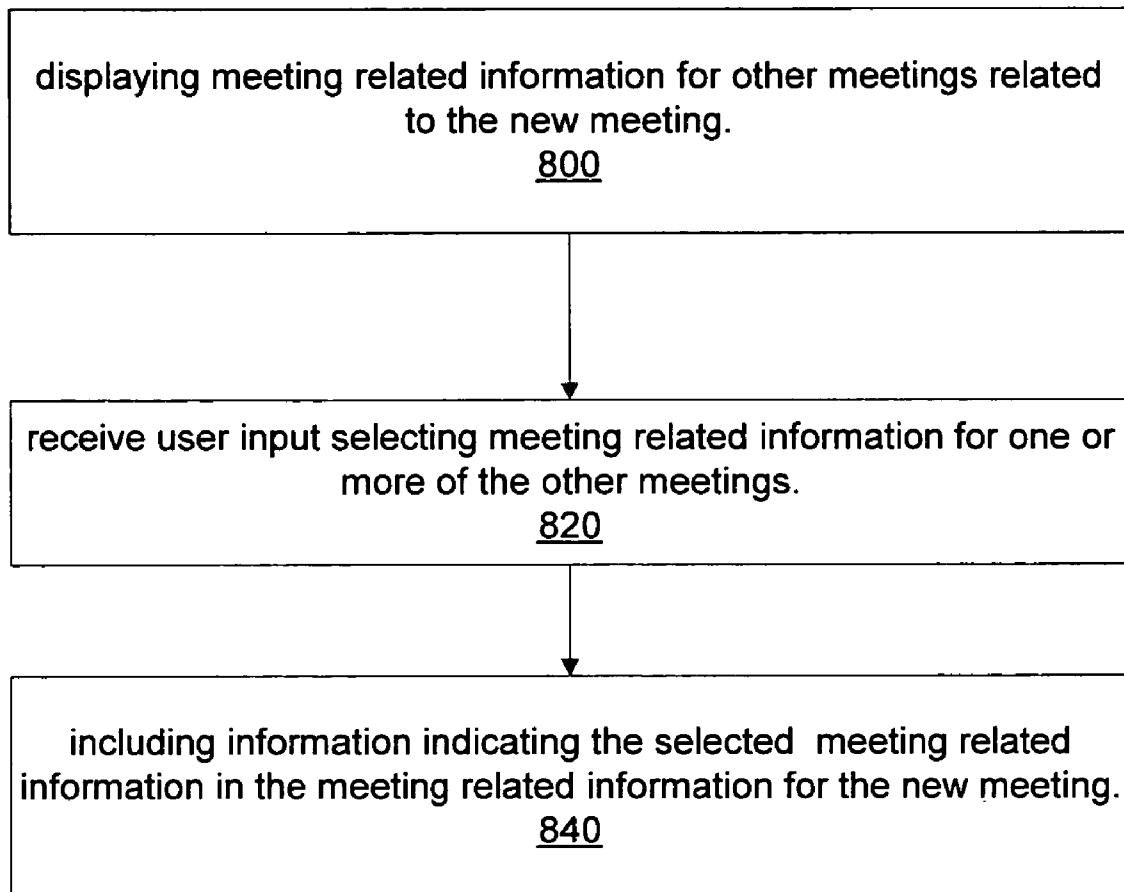 displaying meeting related information for other meetings related
to the new meeting.
800
receive user input selecting meeting related information for one or
more of the other meetings.
820
including information indicating the selected meeting related
information in the meeting related information for the new meeting.
840